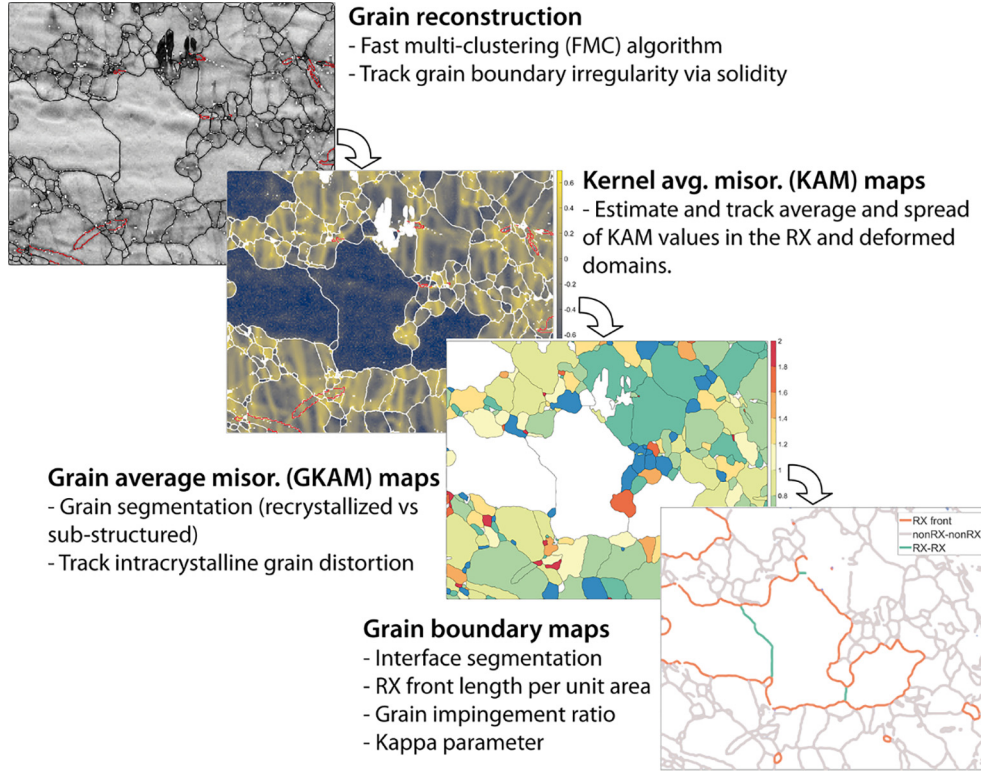 Grain reconstruction
- Fast multi-clustering (FMC) algorithm
- Track grain boundary irregularity via solidity
Kernel avg. misor. (KAM) maps
- Estimate and track average and spread
of KAM values in the RX and deformed
domains.
0.6
0.4
0.2
0
-0.2
-0.4
-0.6
Grain average misor. (GKAM) maps
- Grain segmentation (recrystallized vs
sub-structured)
- Track intracrystalline grain distortion
2
1.8
1.6
1.4
1.2
1
0.8
Grain boundary maps
- Interface segmentation
- RX front length per unit area
- Grain impingement ratio
- Kappa parameter
RX front
nonRX-nonRX
RX-RX